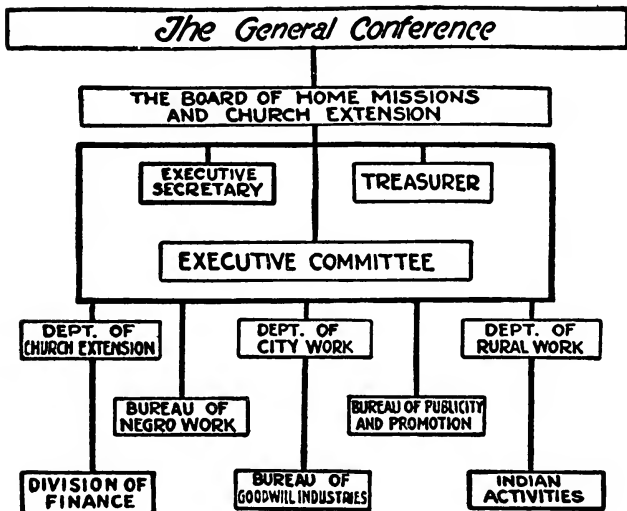 The General Conference
THE BOARD OF HOME MISSIONS
AND CHURCH EXTENSION
EXECUTIVE
SECRETARY
TREASURER
EXECUTIVE COMMITTEE
DEPT. OF
CHURCH EXTENSION
DEPT. OF
CITY WORK
DEPT. OF
RURAL WORK
BUREAU OF
NEGRO WORK
BUREAU OF PUBLICITY
AND PROMOTION
DIVISION OF
FINANCE
BUREAU OF
GOODWILL INDUSTRIES
INDIAN
ACTIVITIES